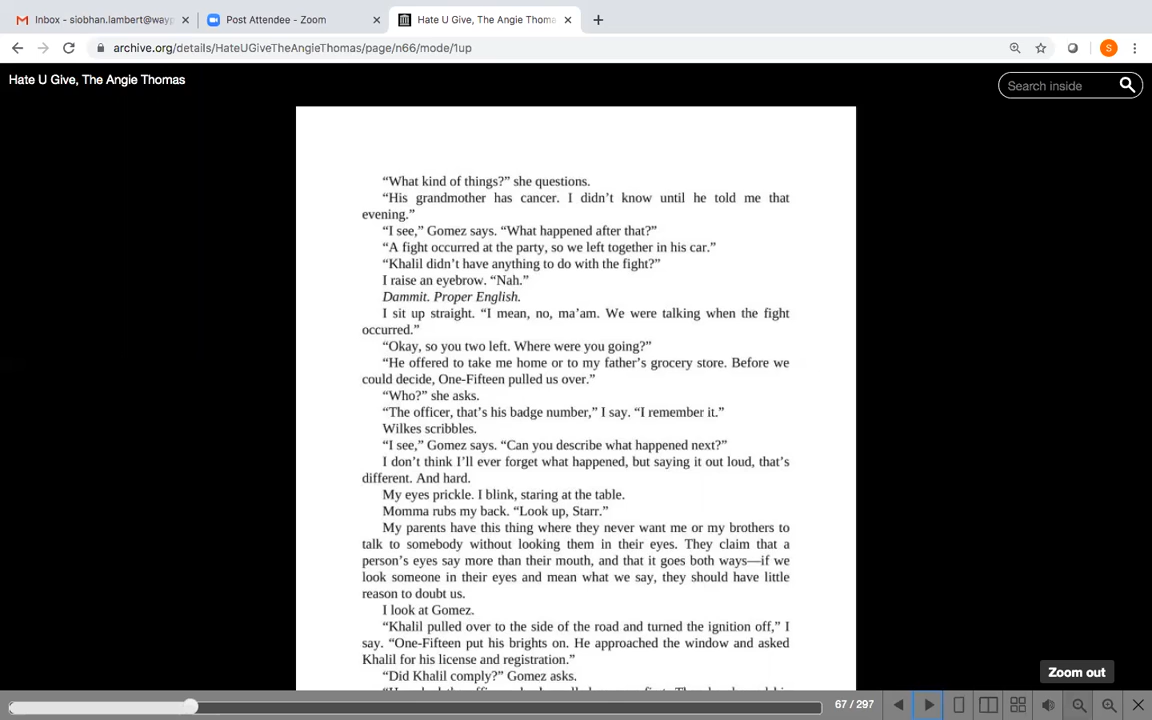 Inbox - siobhan.lambert@wayp
Post Attendee - Zoom
Hate U Give, The Angie Thoma
archive.org/details/HateUGiveTheAngieThomas/page/n66/mode/1up
S
Hate U Give, The Angie Thomas
Search inside
“What kind of things?” she questions.
“His grandmother has cancer. I didn’t know until he told me that
evening.”
“I see,” Gomez says. “What happened after that?”
“A fight occurred at the party, so we left together in his car.”
“Khalil didn’t have anything to do with the fight?”
I raise an eyebrow. “Nah.”
Dammit. Proper English.
I sit up straight. “I mean, no, ma’am. We were talking when the fight
occurred.”
“Okay, so you two left. Where were you going?”
“He offered to take me home or to my father’s grocery store. Before we
could decide, One-Fifteen pulled us over.”
“Who?” she asks.
“The officer, that’s his badge number,” I say. “I remember it.”
Wilkes scribbles.
“I see,” Gomez says. “Can you describe what happened next?”
I don’t think I’ll ever forget what happened, but saying it out loud, that’s
different. And hard.
My eyes prickle. I blink, staring at the table.
Momma rubs my back. “Look up, Starr.”
My parents have this thing where they never want me or my brothers to
talk to somebody without looking them in their eyes. They claim that a
person’s eyes say more than their mouth, and that it goes both ways—if we
look someone in their eyes and mean what we say, they should have little
reason to doubt us.
I look at Gomez.
“Khalil pulled over to the side of the road and turned the ignition off,” I
say. “One-Fifteen put his brights on. He approached the window and asked
Khalil for his license and registration.”
“Did Khalil comply?” Gomez asks.
Zoom out
67 / 297